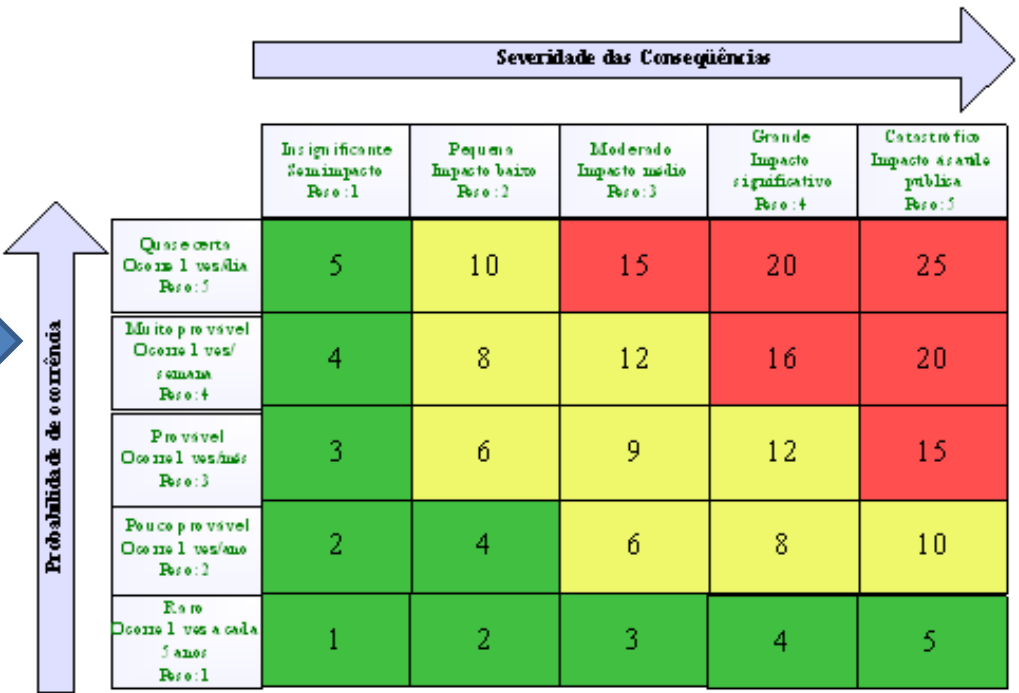 Severidade das Conseqüências
Insignificante
Sem impacto
Peso:1
Pequena
Impacto baixo
Peso:2
Moderado
Impacto médio
Peso:3
Grande
Impacto
significativo
Peso:4
Catastrófico
Impacto á saude
publica
Peso:5
Probabilidade de ocorrência
Quase certa
Ocorre 1 vez/dia
Peso:5
5
10
15
20
25
Muito provável
Ocorre 1 vez/
semana
Peso:4
4
8
12
16
20
Provável
Ocorre 1 vez/mês
Peso:3
3
6
9
12
15
Pouco provável
Ocorre 1 vez/ano
Peso:2
2
4
6
8
10
Raro
Ocorre 1 vez a cada
5 anos
Peso:1
1
2
3
4
5